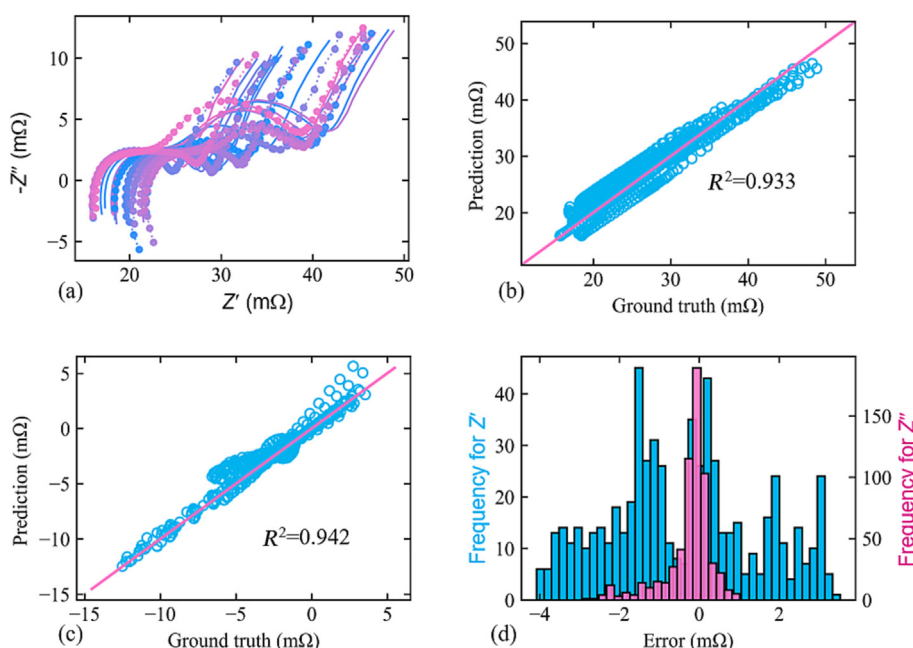 10
5
0
−5
-Z″ (mΩ)
20
30
40
50
Z′ (mΩ)
(a)
50
40
30
20
Prediction (mΩ)
R²=0.933
20
30
40
50
Ground truth (mΩ)
(b)
5
0
−5
−10
−15
Prediction (mΩ)
R²=0.942
−15
−10
−5
0
5
Ground truth (mΩ)
(c)
40
30
20
10
0
Frequency for Z′
150
100
50
0
Frequency for Z″
−4
−2
0
2
Error (mΩ)
(d)